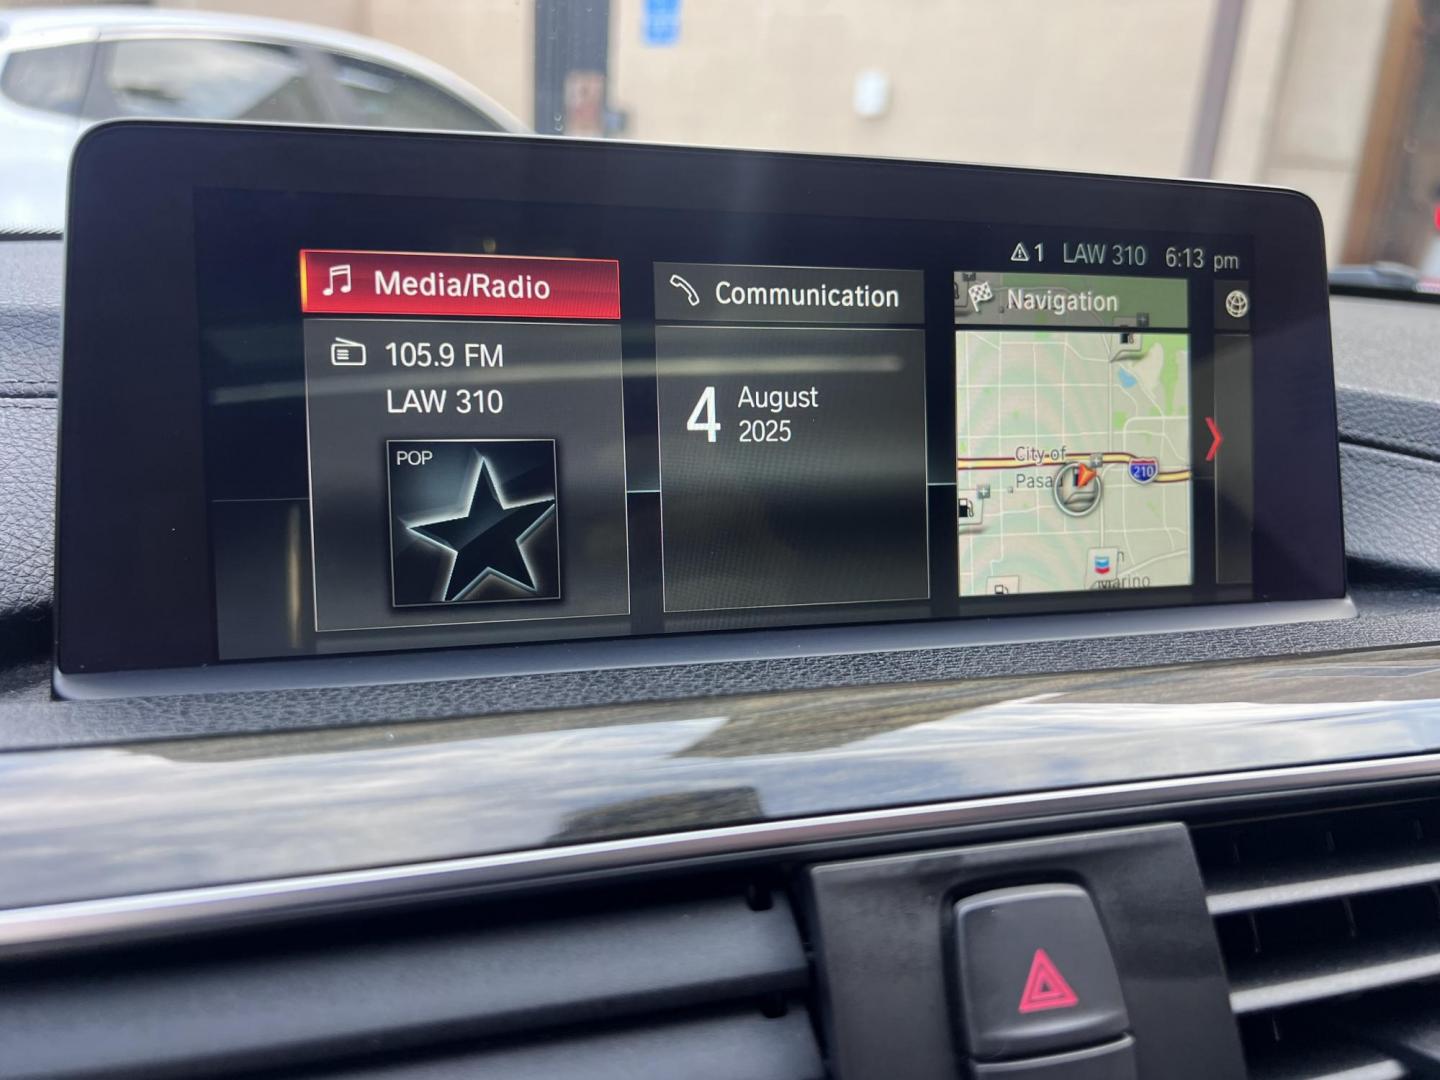 1 LAW 310 6:13 pm
Media/Radio
105.9 FM
LAW 310
POP
Communication
4 August
2025
Navigation
City of
Pasa
210
n
Marino